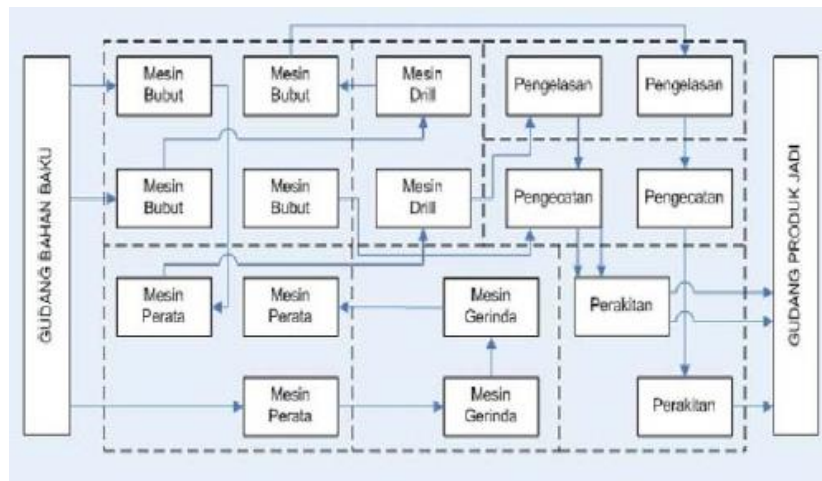 GUDANG BAHAN BAKU
Mesin
Bubut
Mesin
Bubut
Mesin
Drill
Pengelasan
Pengelasan
Mesin
Bubut
Mesin
Bubut
Mesin
Drill
Pengecatan
Pengecatan
Mesin
Perata
Mesin
Perata
Mesin
Gerinda
Perakitan
Mesin
Perata
Mesin
Gerinda
Perakitan
GUDANG PRODUK JADI